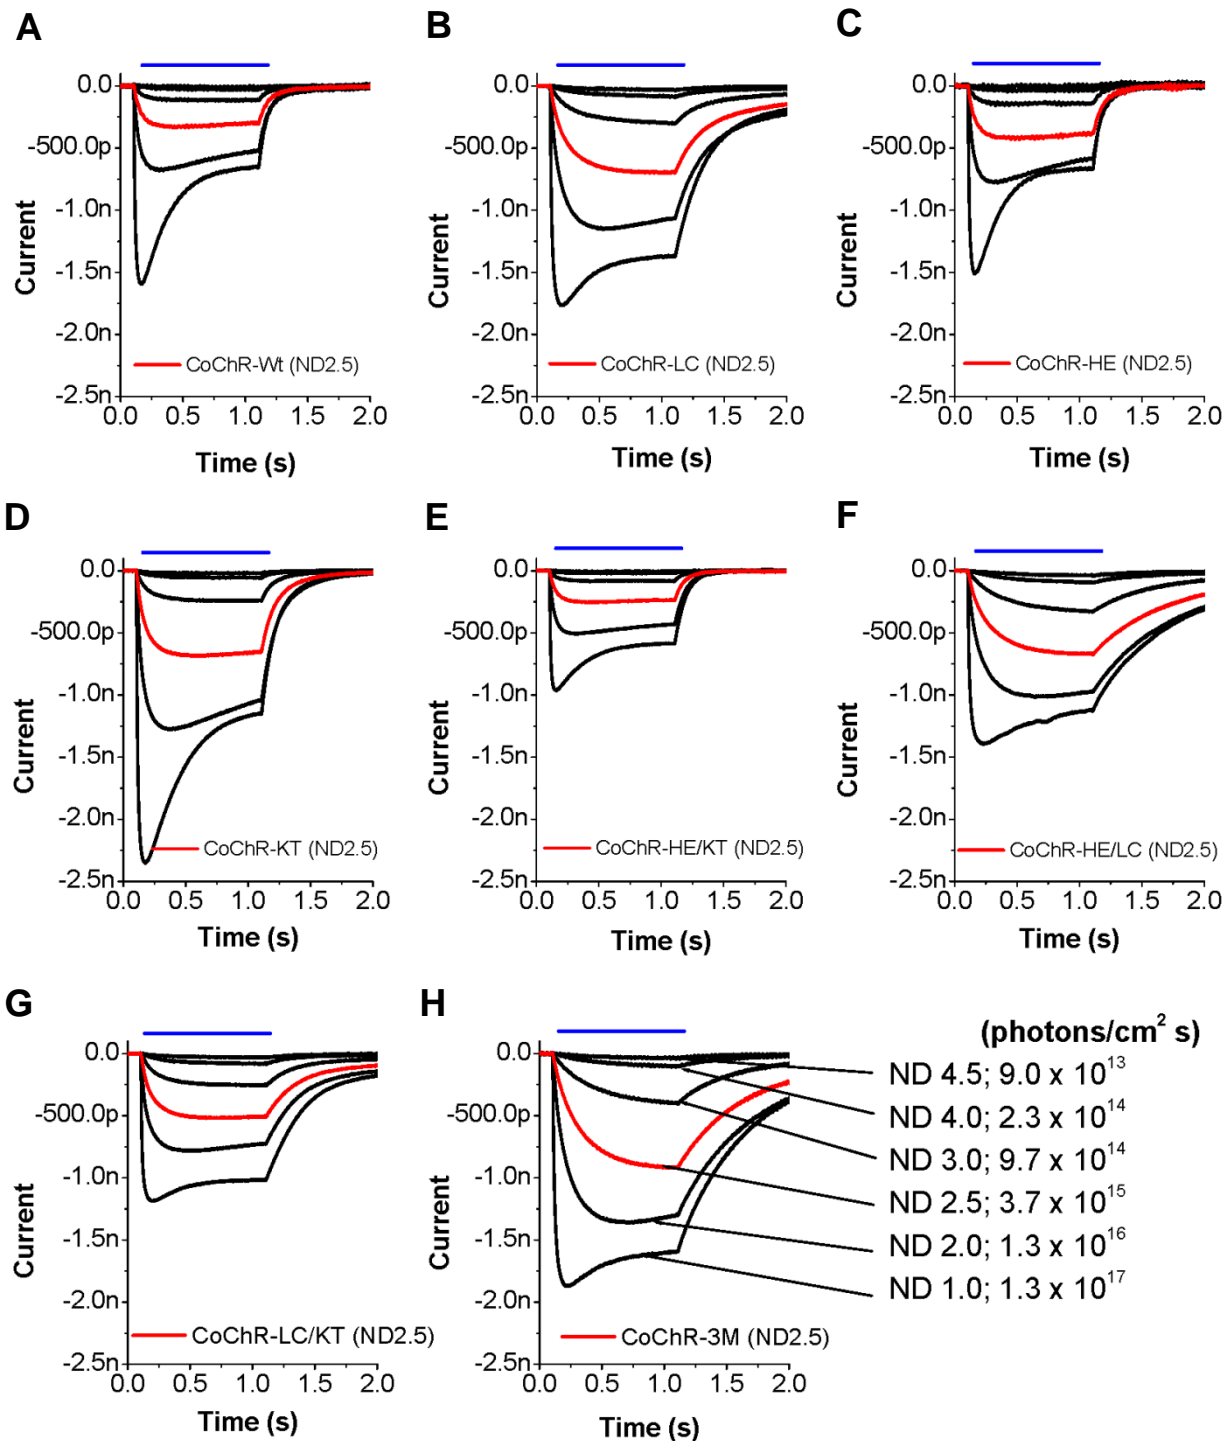 A
0.0
-500.0p
-1.0n
-1.5n
-2.0n
-2.5n
Current
CoChR-Wt (ND2.5)
0.0 0.5 1.0 1.5 2.0
Time (s)
B
0.0
-500.0p
-1.0n
-1.5n
-2.0n
-2.5n
Current
CoChR-LC (ND2.5)
0.0 0.5 1.0 1.5 2.0
Time (s)
C
0.0
-500.0p
-1.0n
-1.5n
-2.0n
-2.5n
Current
CoChR-HE (ND2.5)
0.0 0.5 1.0 1.5 2.0
Time (s)
D
0.0
-500.0p
-1.0n
-1.5n
-2.0n
-2.5n
Current
CoChR-KT (ND2.5)
0.0 0.5 1.0 1.5 2.0
Time (s)
E
0.0
-500.0p
-1.0n
-1.5n
-2.0n
-2.5n
Current
CoChR-HE/KT (ND2.5)
0.0 0.5 1.0 1.5 2.0
Time (s)
F
0.0
-500.0p
-1.0n
-1.5n
-2.0n
-2.5n
Current
CoChR-HE/LC (ND2.5)
0.0 0.5 1.0 1.5 2.0
Time (s)
G
0.0
-500.0p
-1.0n
-1.5n
-2.0n
-2.5n
Current
CoChR-LC/KT (ND2.5)
0.0 0.5 1.0 1.5 2.0
Time (s)
H
0.0
-500.0p
-1.0n
-1.5n
-2.0n
-2.5n
Current
CoChR-3M (ND2.5)
0.0 0.5 1.0 1.5 2.0
Time (s)
(photons/cm² s)
ND 4.5; 9.0 x 10¹³
ND 4.0; 2.3 x 10¹⁴
ND 3.0; 9.7 x 10¹⁴
ND 2.5; 3.7 x 10¹⁵
ND 2.0; 1.3 x 10¹⁶
ND 1.0; 1.3 x 10¹⁷